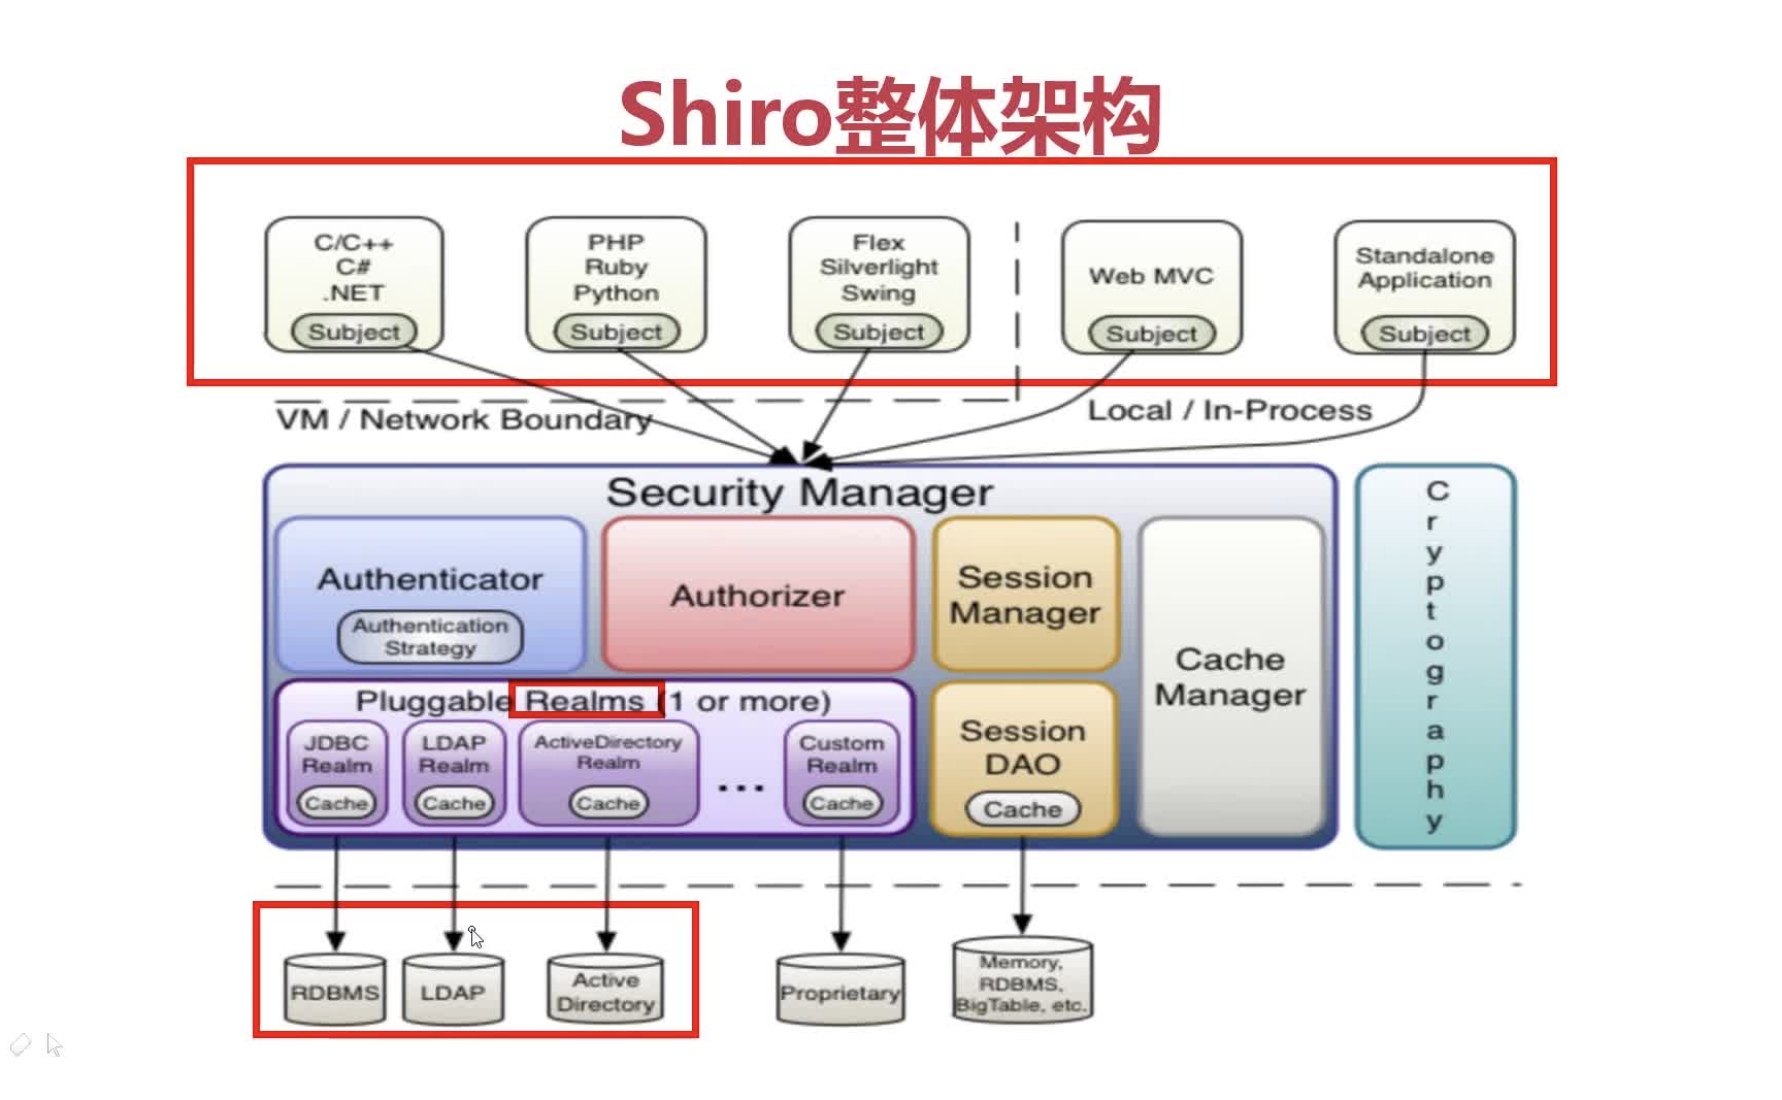 Shiro整体架构
C/C++
C#
.NET
Subject
PHP
Ruby
Python
Subject
Flex
Silverlight
Swing
Subject
Web MVC
Subject
Standalone
Application
Subject
VM / Network Boundary
Local / In-Process
Security Manager
Authenticator
Authentication
Strategy
Authorizer
Session
Manager
Cache
Manager
Cryptography
Pluggable Realms (1 or more)
JDBC
Realm
Cache
LDAP
Realm
Cache
ActiveDirectory
Realm
Cache
...
Custom
Realm
Cache
Session
DAO
Cache
RDBMS
LDAP
Active
Directory
Proprietary
Memory,
RDBMS,
BigTable, etc.